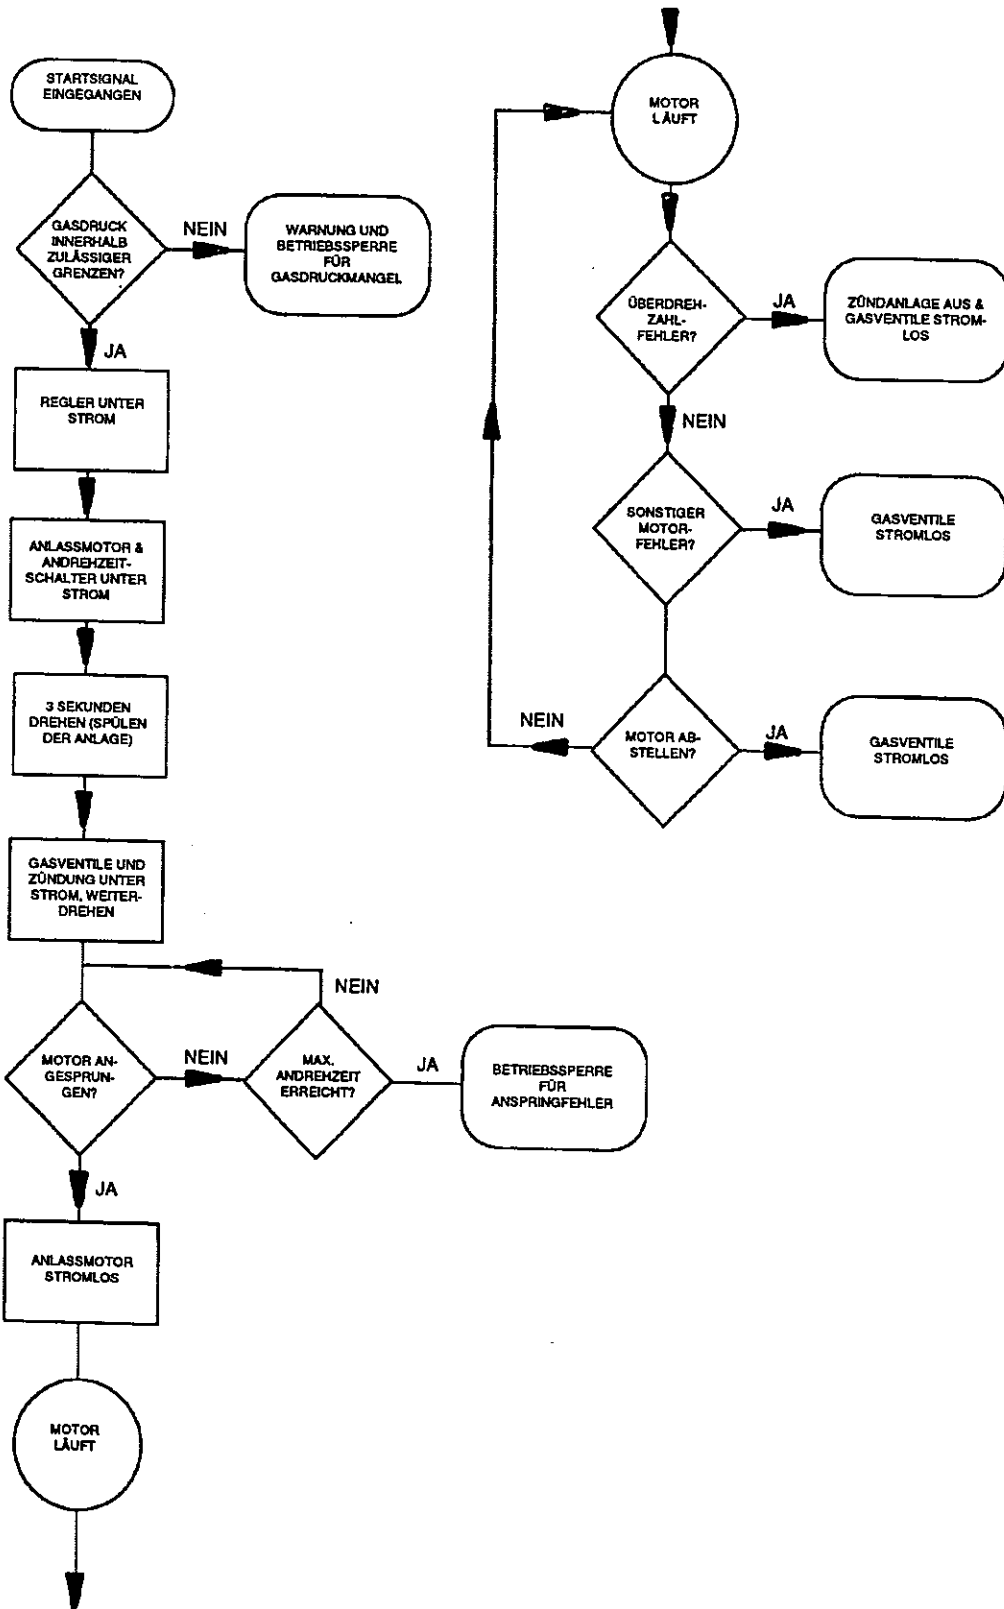 STARTSIGNAL
EINGEGANGEN
GASDRUCK
INNERHALB
ZULÄSSIGER
GRENZEN?
NEIN
WARNUNG UND
BETRIEBSSPERRE
FÜR
GASDRUCKMANGEL
JA
REGLER UNTER
STROM
ANLASSMOTOR &
ANDREHZEIT-
SCHALTER UNTER
STROM
3 SEKUNDEN
DREHEN (SPÜLEN
DER ANLAGE)
GASVENTILE UND
ZÜNDUNG UNTER
STROM, WEITER-
DREHEN
NEIN
MOTOR AN-
GESPRUN-
GEN?
NEIN
MAX.
ANDREHZEIT
ERREICHT?
JA
BETRIEBSSPERRE
FÜR
ANSPRINGFEHLER
JA
ANLASSMOTOR
STROMLOS
MOTOR
LÄUFT
MOTOR
LÄUFT
ÜBERDREH-
ZAHL-
FEHLER?
JA
ZÜNDANLAGE AUS &
GASVENTILE STROM-
LOS
NEIN
SONSTIGER
MOTOR-
FEHLER?
JA
GASVENTILE
STROMLOS
NEIN
MOTOR AB-
STELLEN?
JA
GASVENTILE
STROMLOS